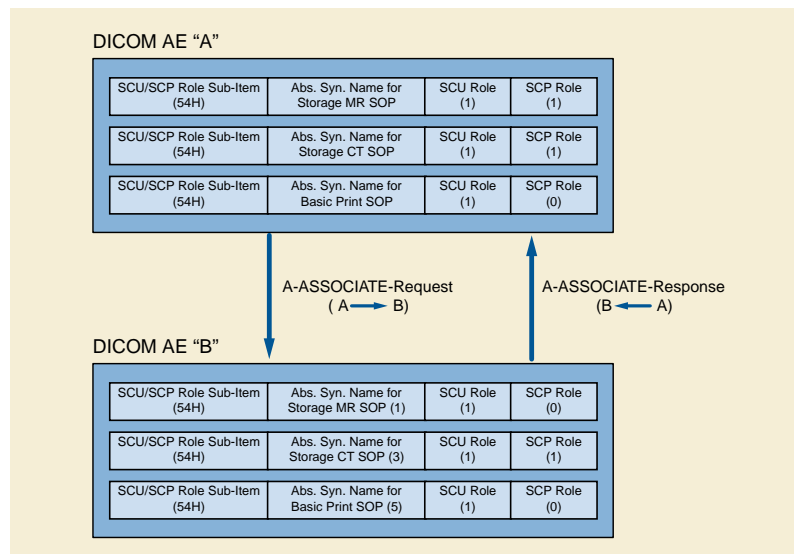 DICOM AE “A”
SCU/SCP Role Sub-Item Abs. Syn. Name for SCU Role SCP Role
(54H) Storage MR SOP (1) (1)
SCU/SCP Role Sub-Item Abs. Syn. Name for SCU Role SCP Role
(54H) Storage CT SOP (1) (1)
SCU/SCP Role Sub-Item Abs. Syn. Name for SCU Role SCP Role
(54H) Basic Print SOP (1) (0)
A-ASSOCIATE-Request
( A B)
A-ASSOCIATE-Response
(B A)
DICOM AE “B”
SCU/SCP Role Sub-Item Abs. Syn. Name for SCU Role SCP Role
(54H) Storage MR SOP (1) (1) (0)
SCU/SCP Role Sub-Item Abs. Syn. Name for SCU Role SCP Role
(54H) Storage CT SOP (3) (1) (1)
SCU/SCP Role Sub-Item Abs. Syn. Name for SCU Role SCP Role
(54H) Basic Print SOP (5) (1) (0)